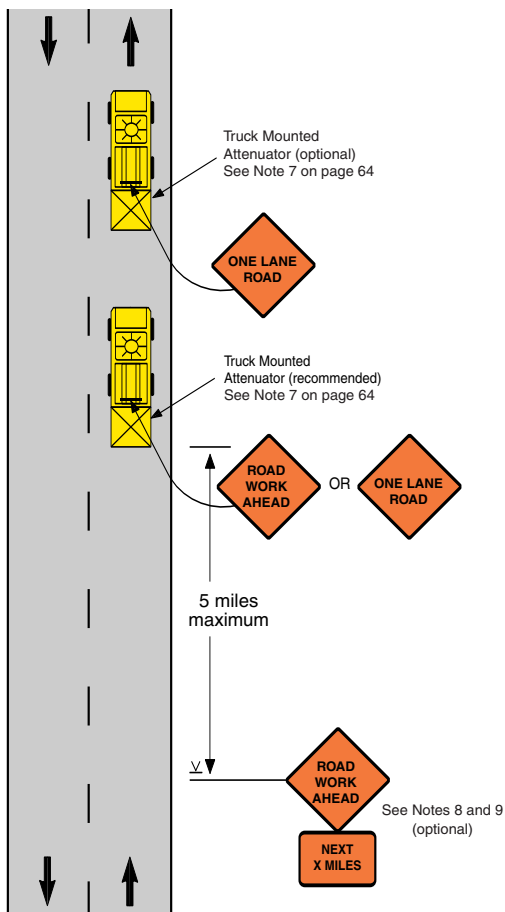 Truck Mounted
Attenuator (optional)
See Note 7 on page 64
ONE LANE
ROAD
Truck Mounted
Attenuator (recommended)
See Note 7 on page 64
ROAD
WORK
AHEAD
OR
ONE LANE
ROAD
5 miles
maximum
ROAD
WORK
AHEAD
See Notes 8 and 9
(optional)
NEXT
X MILES